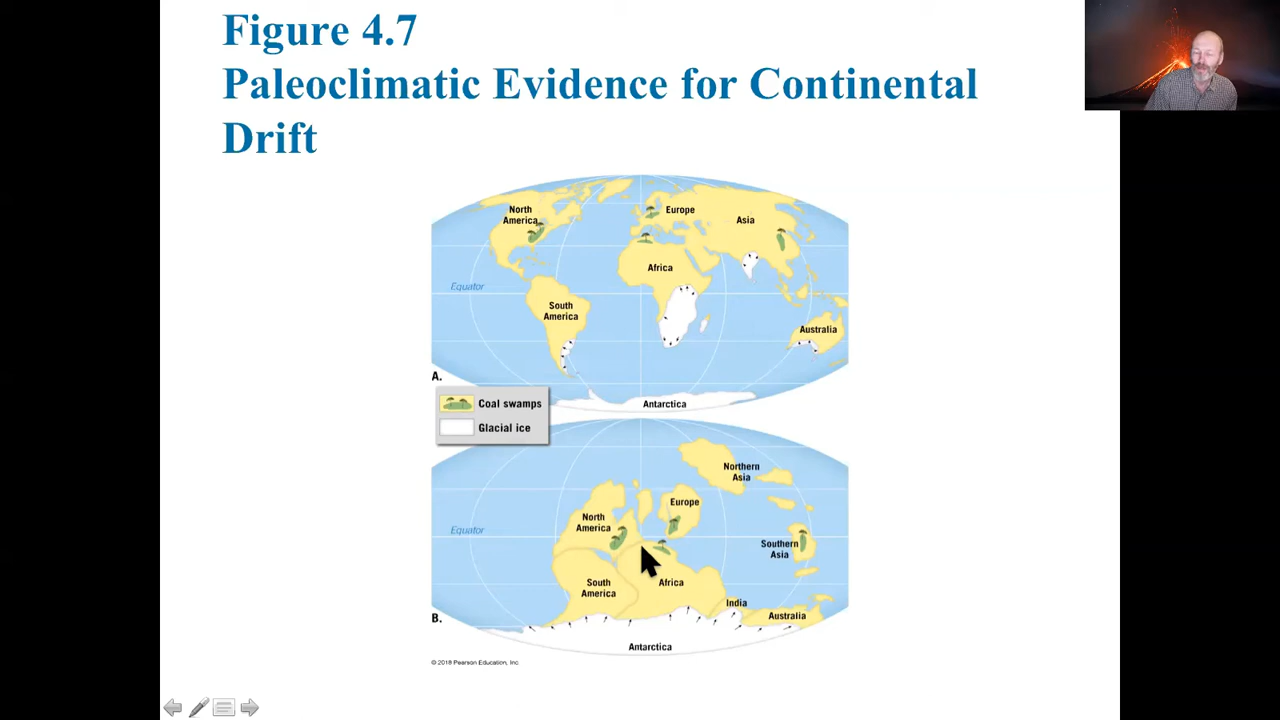 Figure 4.7
Paleoclimatic Evidence for Continental
Drift
North
America
Europe
Asia
Africa
Equator
South
America
Australia
A.
Antarctica
Coal swamps
Glacial ice
Northern
Asia
Europe
North
America
Equator
Southern
Asia
South
America
Africa
India
Australia
B.
Antarctica
© 2018 Pearson Education, Inc